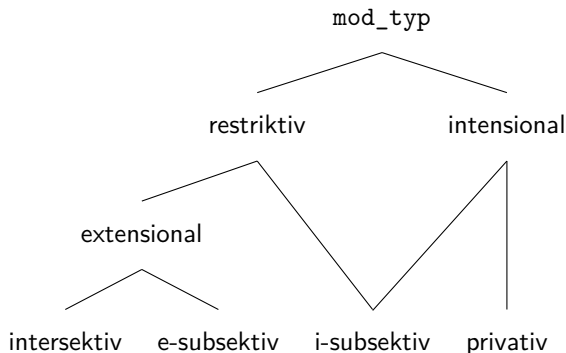 mod_typ
restriktiv intensional
extensional
intersektiv e-subsektiv i-subsektiv privativ